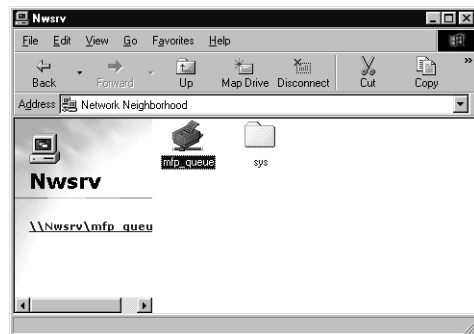 Nwsrv
File Edit View Go Favorites Help
Back Forward Up Map Drive Disconnect Cut Copy »
Address Network Neighborhood
mfp_queue sys
Nwsrv
\\Nwsrv\mfp_queu